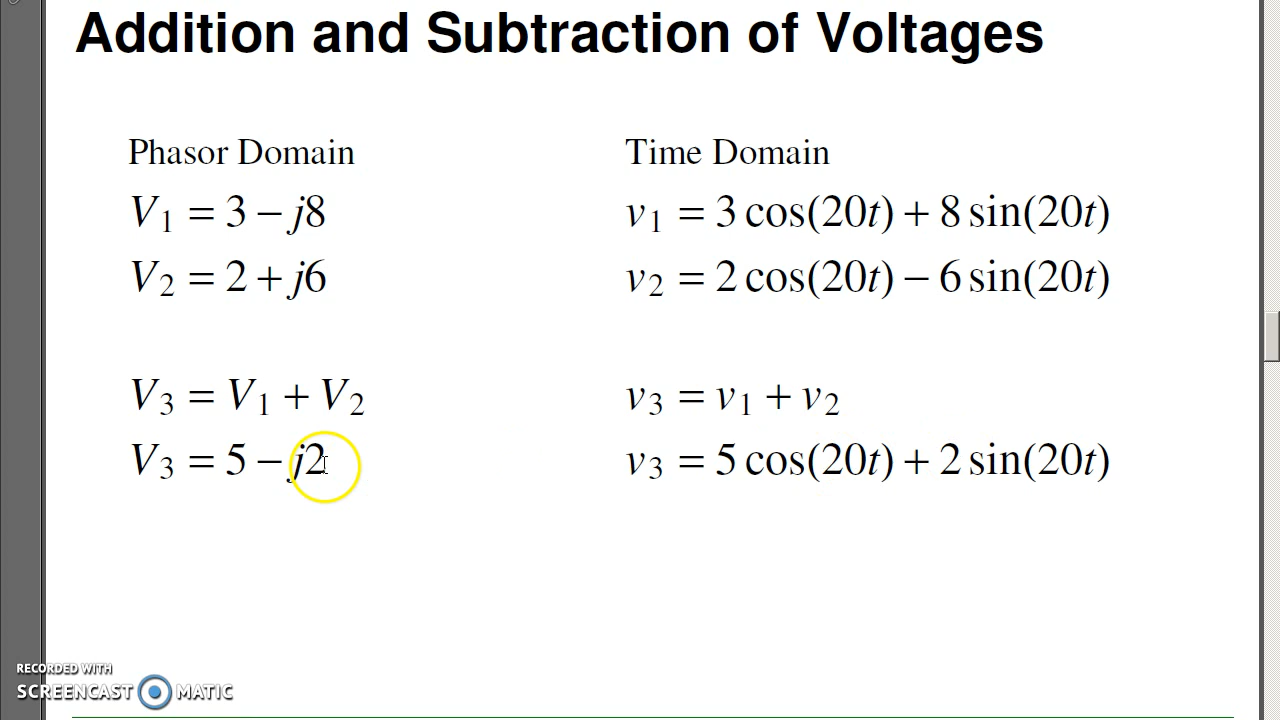 Addition and Subtraction of Voltages
Phasor Domain
V₁ = 3 − j8
V₂ = 2 + j6
V₃ = V₁ + V₂
V₃ = 5 − j2
Time Domain
v₁ = 3 cos(20t) + 8 sin(20t)
v₂ = 2 cos(20t) − 6 sin(20t)
v₃ = v₁ + v₂
v₃ = 5 cos(20t) + 2 sin(20t)
RECORDED WITH
SCREENCAST MATIC